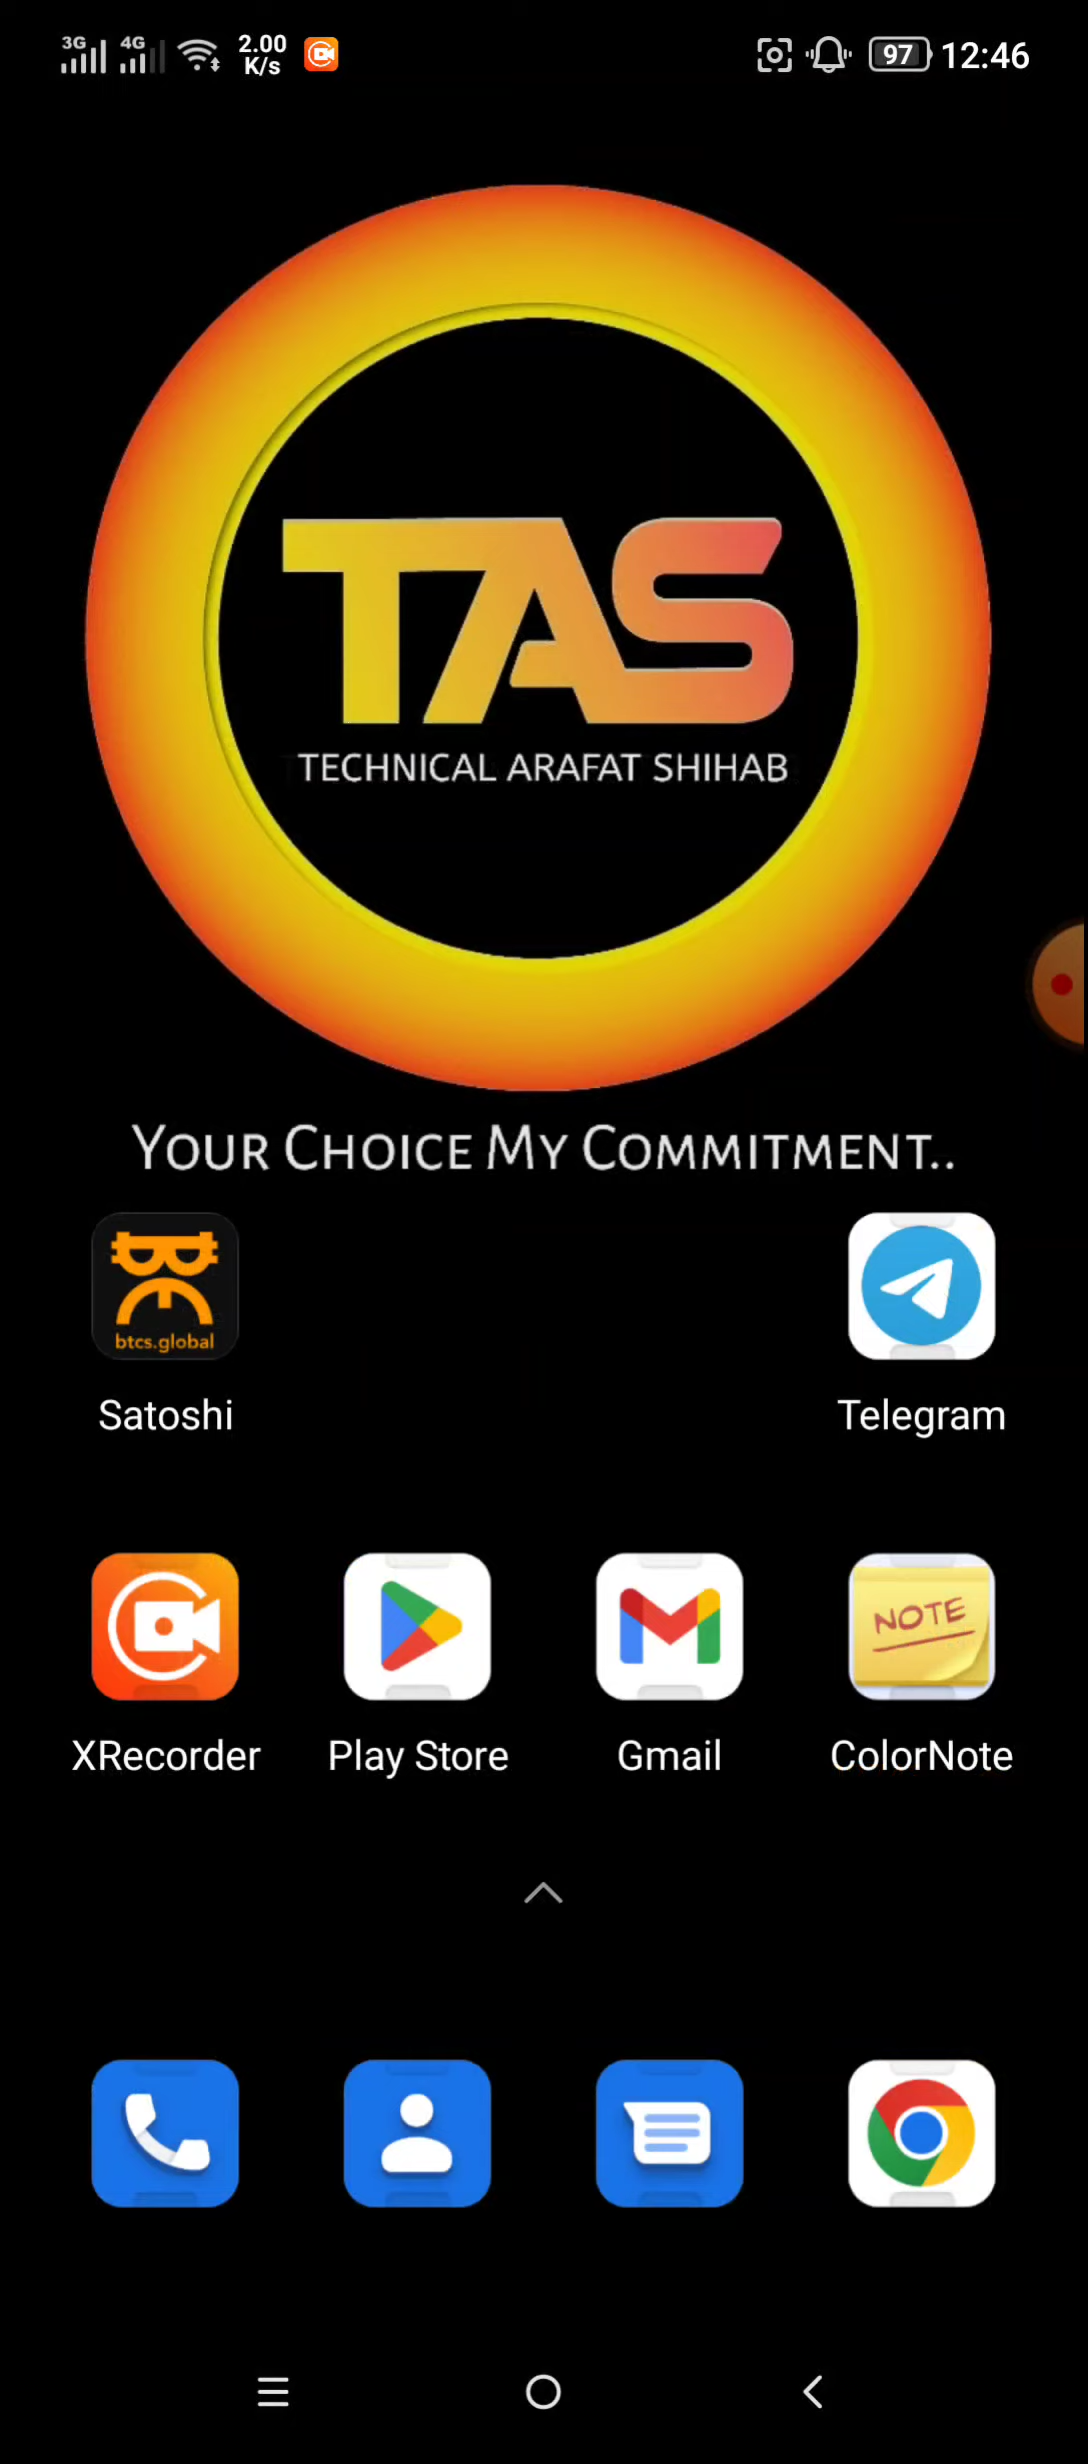 3G 4G 2.00 K/s 97 12:46
TAS
TECHNICAL ARAFAT SHIHAB
YOUR CHOICE MY COMMITMENT..
btcs.global
Satoshi Telegram
NOTE
XRecorder Play Store Gmail ColorNote